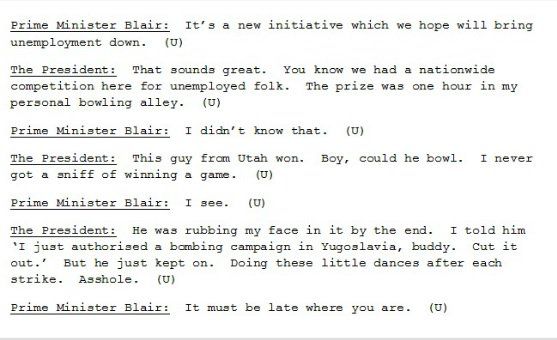 Prime Minister Blair: It's a new initiative which we hope will bring
unemployment down. (U)
The President: That sounds great. You know we had a nationwide
competition here for unemployed folk. The prize was one hour in my
personal bowling alley. (U)
Prime Minister Blair: I didn't know that. (U)
The President: This guy from Utah won. Boy, could he bowl. I never
got a sniff of winning a game. (U)
Prime Minister Blair: I see. (U)
The President: He was rubbing my face in it by the end. I told him
'I just authorised a bombing campaign in Yugoslavia, buddy. Cut it
out.' But he just kept on. Doing these little dances after each
strike. Asshole. (U)
Prime Minister Blair: It must be late where you are. (U)